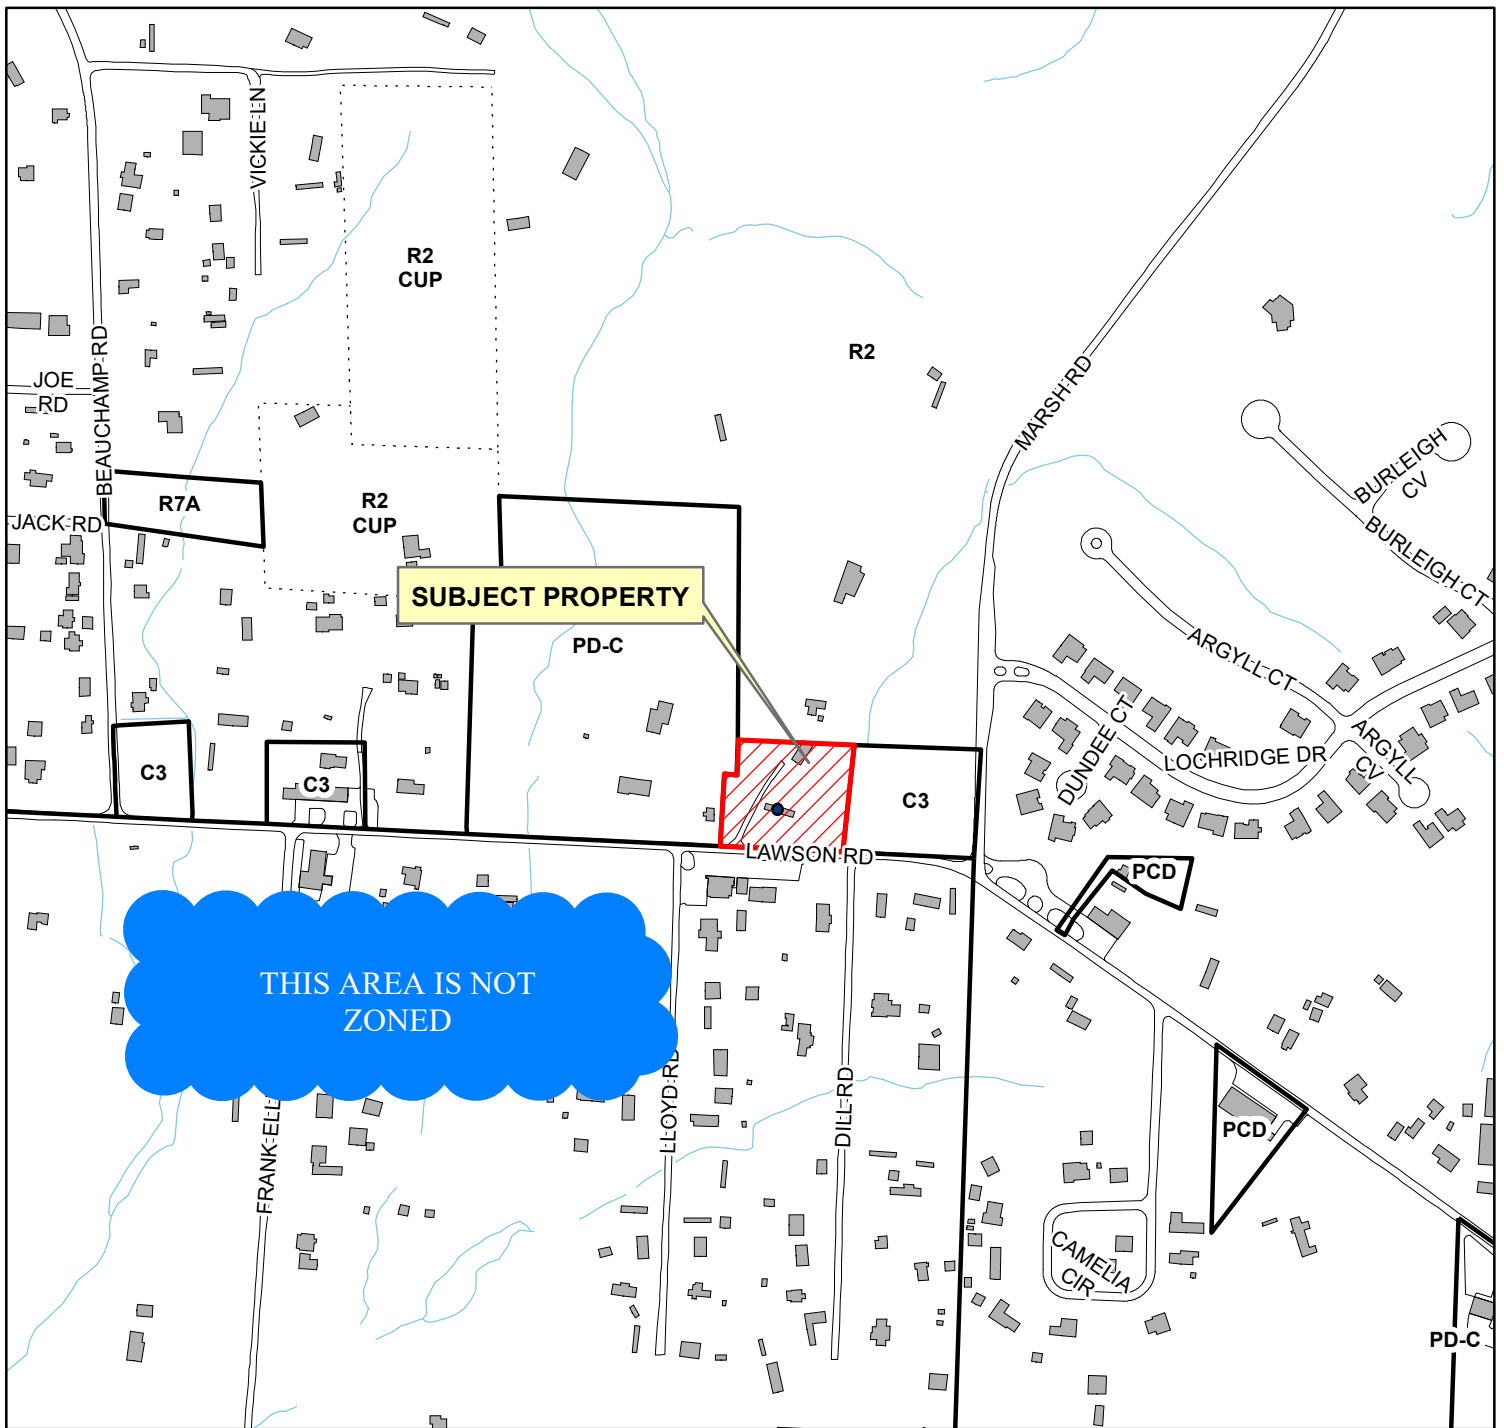 VICKIE LN
R2
CUP
R2
BEAUCHAMP RD
MARSH RD
JOE
RD
BURLEIGH
CV
R7A
R2
CUP
JACK RD
BURLEIGH CT
SUBJECT PROPERTY
PD-C
ARGYLL CT
DUNDEE CT
LOCHRIDGE DR
ARGYLL
CV
C3
C3
C3
LAWSON RD
PCD
THIS AREA IS NOT
ZONED
FRANK ELL
LLOYD RD
DILL RD
PCD
CAMELIA
CIR
PD-C